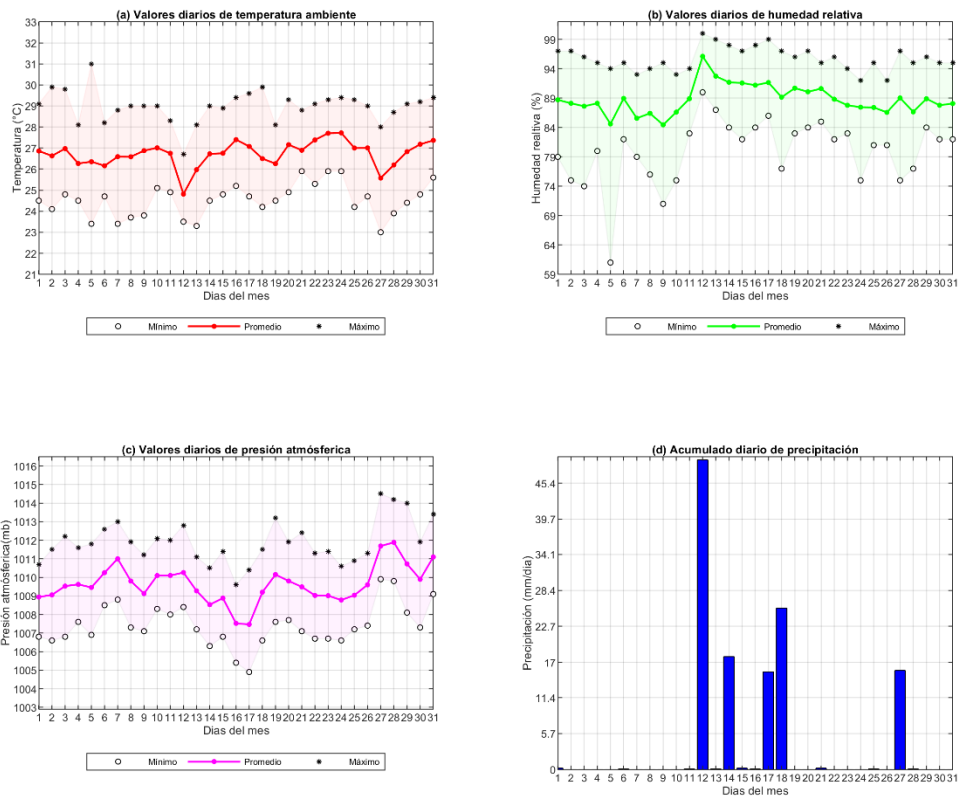 (a) Valores diarios de temperatura ambiente
33
32
31
30
29
28
27
26
25
24
23
22
21
Temperatura (°C)
1 2 3 4 5 6 7 8 9 10 11 12 13 14 15 16 17 18 19 20 21 22 23 24 25 26 27 28 29 30 31
Dias del mes
Mínimo Promedio Máximo
(b) Valores diarios de humedad relativa
99
94
89
84
79
74
69
64
59
Humedad realtiva (%)
1 2 3 4 5 6 7 8 9 10 11 12 13 14 15 16 17 18 19 20 21 22 23 24 25 26 27 28 29 30 31
Dias del mes
Mínimo Promedio Máximo
(c) Valores diarios de presión atmósferica
1016
1015
1014
1013
1012
1011
1010
1009
1008
1007
1006
1005
1004
1003
Presión atmósferica(mb)
1 2 3 4 5 6 7 8 9 10 11 12 13 14 15 16 17 18 19 20 21 22 23 24 25 26 27 28 29 30 31
Dias del mes
Mínimo Promedio Máximo
(d) Acumulado diario de precipitación
45.4
39.7
34.1
28.4
22.7
17
11.4
5.7
0
Precipitación (mm/dia)
1 2 3 4 5 6 7 8 9 10 11 12 13 14 15 16 17 18 19 20 21 22 23 24 25 26 27 28 29 30 31
Dias del mes